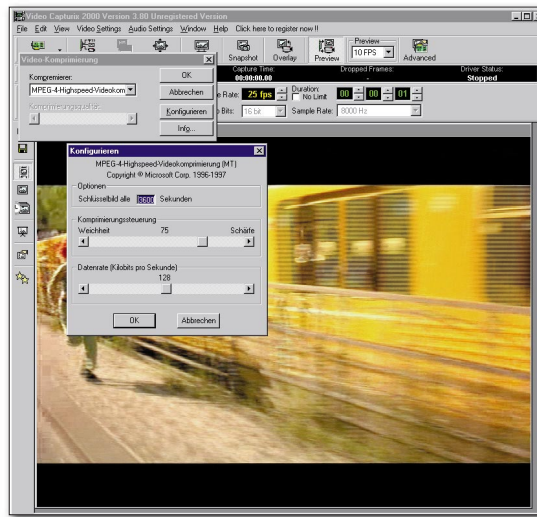 Video Capturix 2000 Version 3.00 Unregistered Version
File Edit View Video Settings Audio Settings Window Help Click here to register now !!
Snapshot Overlay Preview Preview 10 FPS Advanced
Video-Komprimierung
Capture Time: Dropped Frames: Driver Status:
00:00:00.00 - Stopped
Komprimierer: OK
MPEG-4-Highspeed-Videokom Abbrechen
Rate: 25 fps Duration: No Limit 00 00 01
Komprimierungsqualität: Konfigurieren
Bits: 16 bit Sample Rate: 8000 Hz
Info...
Konfigurieren
MPEG-4-Highspeed-Videokomprimierung (MT)
Copyright © Microsoft Corp. 1996-1997
Optionen
Schlüsselbild alle 3600 Sekunden
Komprimierungssteuerung
Weichheit 75 Schärfe
Datenrate (Kilobits pro Sekunde)
128
OK Abbrechen